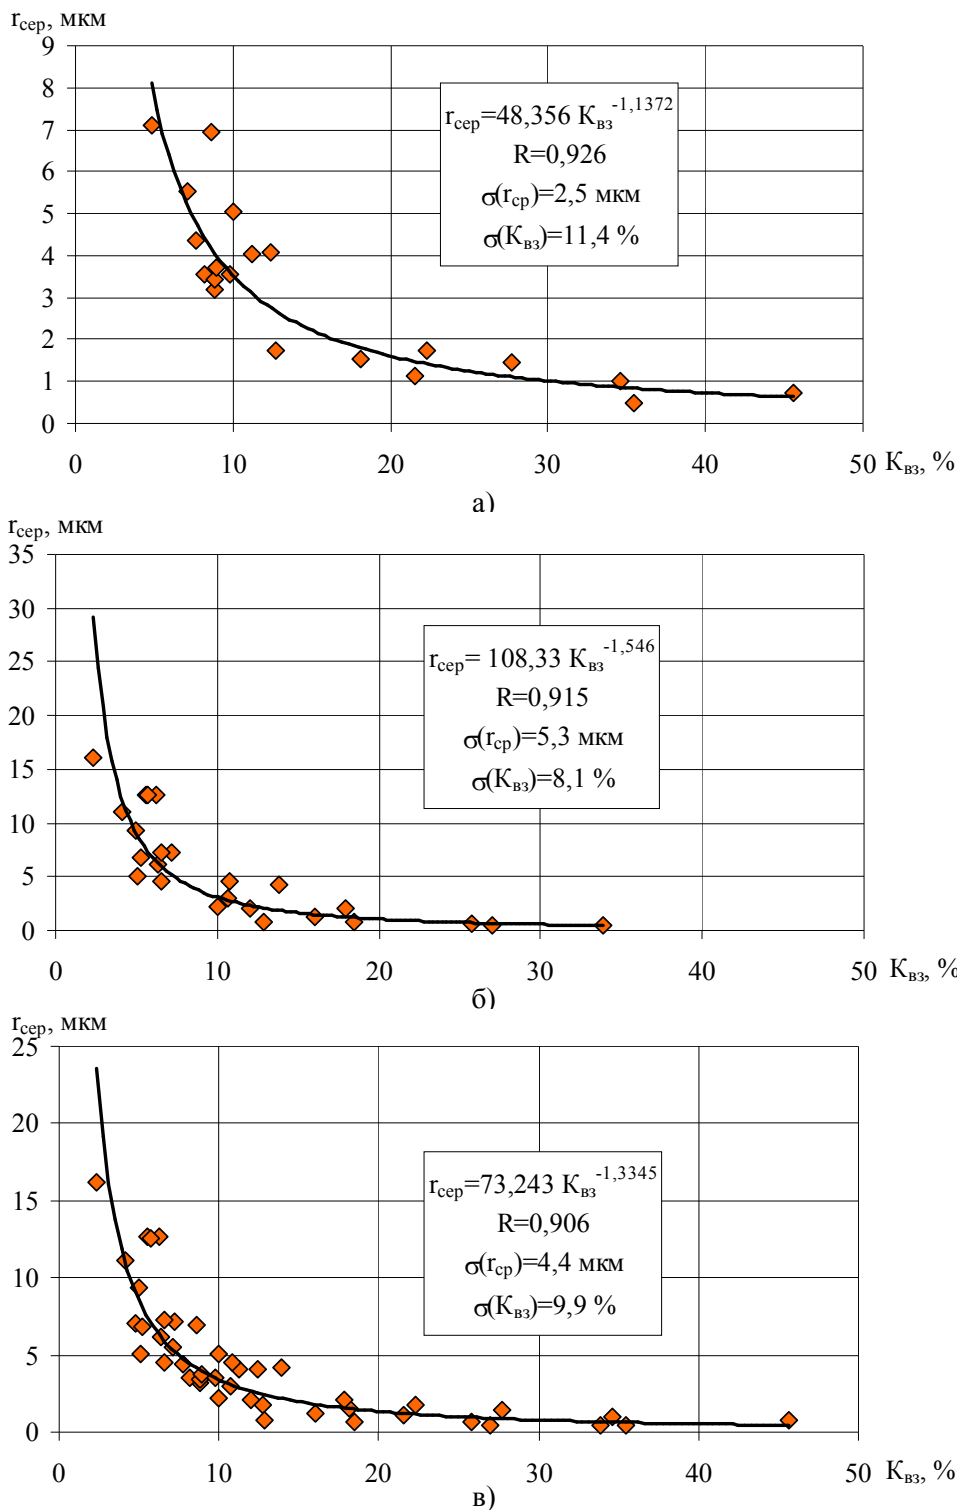 rсер, мкм
9
8
7
6
5
4
3
2
1
0
rсер=48,356 Kвз-1,1372
R=0,926
σ(rср)=2,5 мкм
σ(Kвз)=11,4 %
0 10 20 30 40 50 Kвз, %
а)
rсер, мкм
35
30
25
20
15
10
5
0
rсер= 108,33 Kвз-1,546
R=0,915
σ(rср)=5,3 мкм
σ(Kвз)=8,1 %
0 10 20 30 40 50 Kвз, %
б)
rсер, мкм
25
20
15
10
5
0
rсер=73,243 Kвз-1,3345
R=0,906
σ(rср)=4,4 мкм
σ(Kвз)=9,9 %
0 10 20 30 40 50 Kвз, %
в)